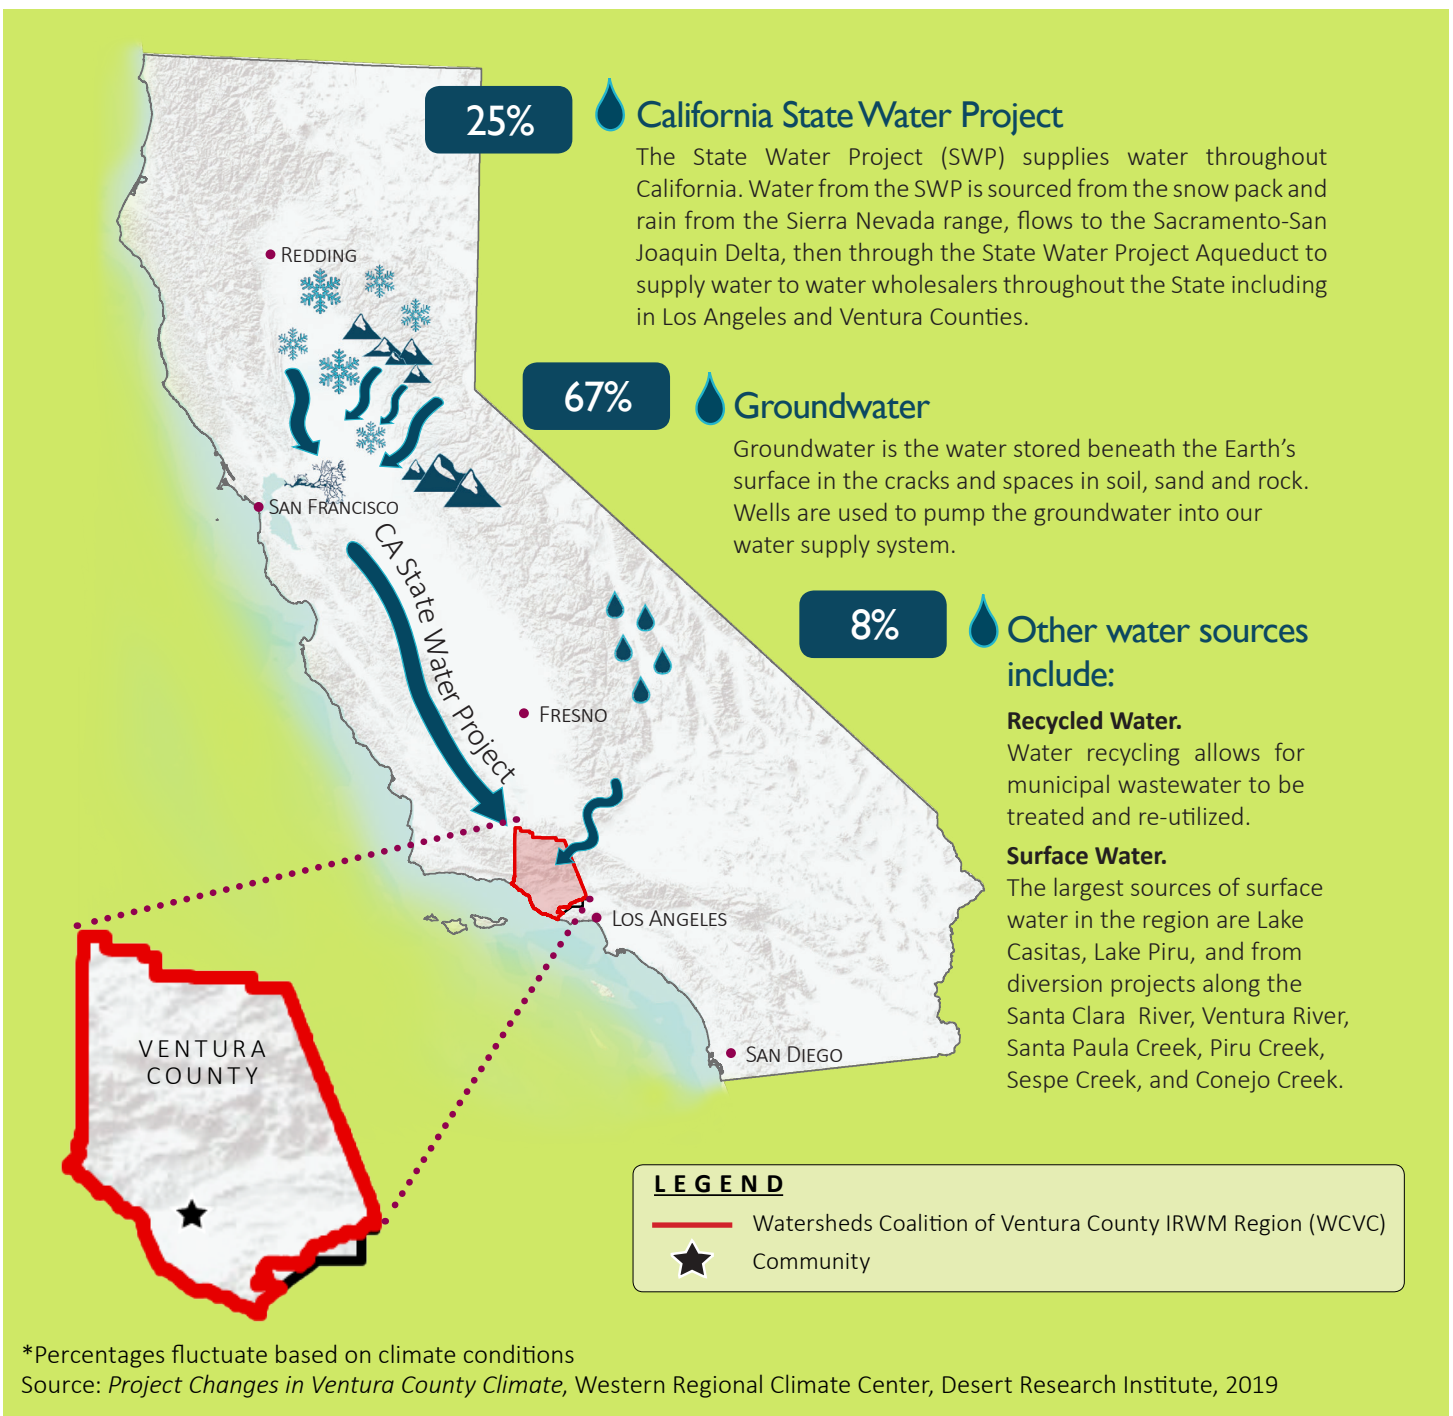 25%
California State Water Project
The State Water Project (SWP) supplies water throughout
California. Water from the SWP is sourced from the snow pack and
rain from the Sierra Nevada range, flows to the Sacramento-San
Joaquin Delta, then through the State Water Project Aqueduct to
supply water to water wholesalers throughout the State including
in Los Angeles and Ventura Counties.
REDDING
67%
Groundwater
Groundwater is the water stored beneath the Earth's
surface in the cracks and spaces in soil, sand and rock.
Wells are used to pump the groundwater into our
water supply system.
SAN FRANCISCO
CA State Water Project
8%
Other water sources
include:
Recycled Water.
Water recycling allows for
municipal wastewater to be
treated and re-utilized.
Surface Water.
The largest sources of surface
water in the region are Lake
Casitas, Lake Piru, and from
diversion projects along the
Santa Clara River, Ventura River,
Santa Paula Creek, Piru Creek,
Sespe Creek, and Conejo Creek.
FRESNO
LOS ANGELES
SAN DIEGO
VENTURA
COUNTY
LEGEND
Watersheds Coalition of Ventura County IRWM Region (WCVC)
Community
*Percentages fluctuate based on climate conditions
Source: Project Changes in Ventura County Climate, Western Regional Climate Center, Desert Research Institute, 2019